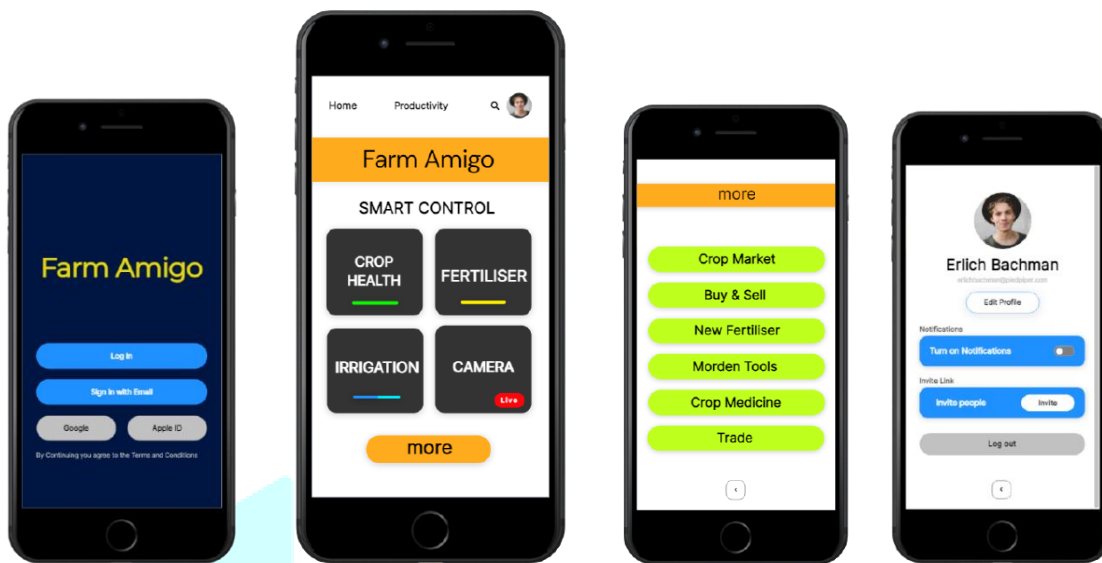 Farm Amigo
Log In
Sign In with Email
Google
Apple ID
By Continuing you agree to the Terms and Conditions
Home
Productivity
Farm Amigo
SMART CONTROL
CROP
HEALTH
FERTILISER
IRRIGATION
CAMERA
Live
more
more
Crop Market
Buy & Sell
New Fertiliser
Morden Tools
Crop Medicine
Trade
Erlich Bachman
erlichbachman@piedpiper.com
Edit Profile
Notifications
Turn on Notifications
Invite Link
Invite people
Invite
Log out